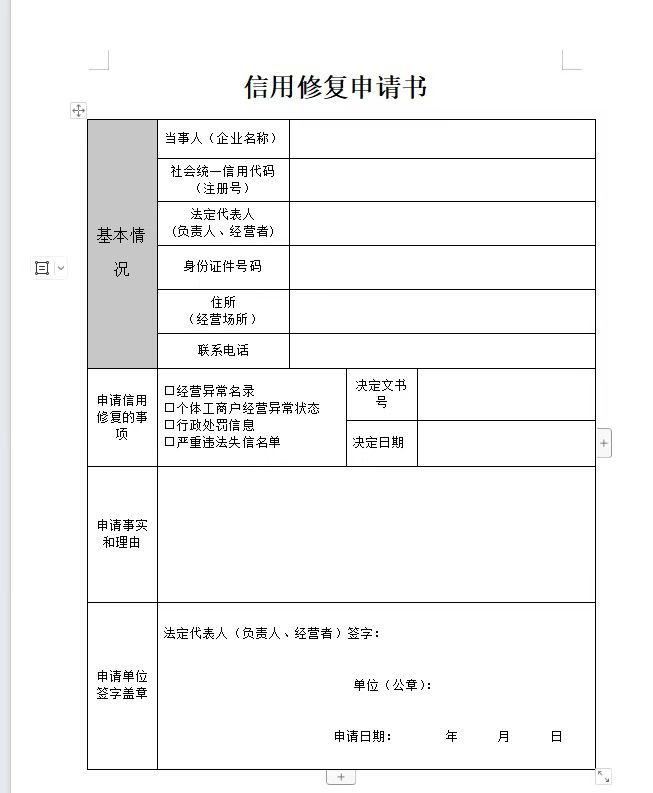 信用修复申请书
基本情
况
当事人（企业名称）
社会统一信用代码
（注册号）
法定代表人
(负责人、经营者)
身份证件号码
住所
（经营场所）
联系电话
申请信用
修复的事
项
□经营异常名录
□个体工商户经营异常状态
□行政处罚信息
□严重违法失信名单
决定文书
号
决定日期
申请事实
和理由
申请单位
签字盖章
法定代表人（负责人、经营者）签字：
单位（公章）：
申请日期： 年 月 日